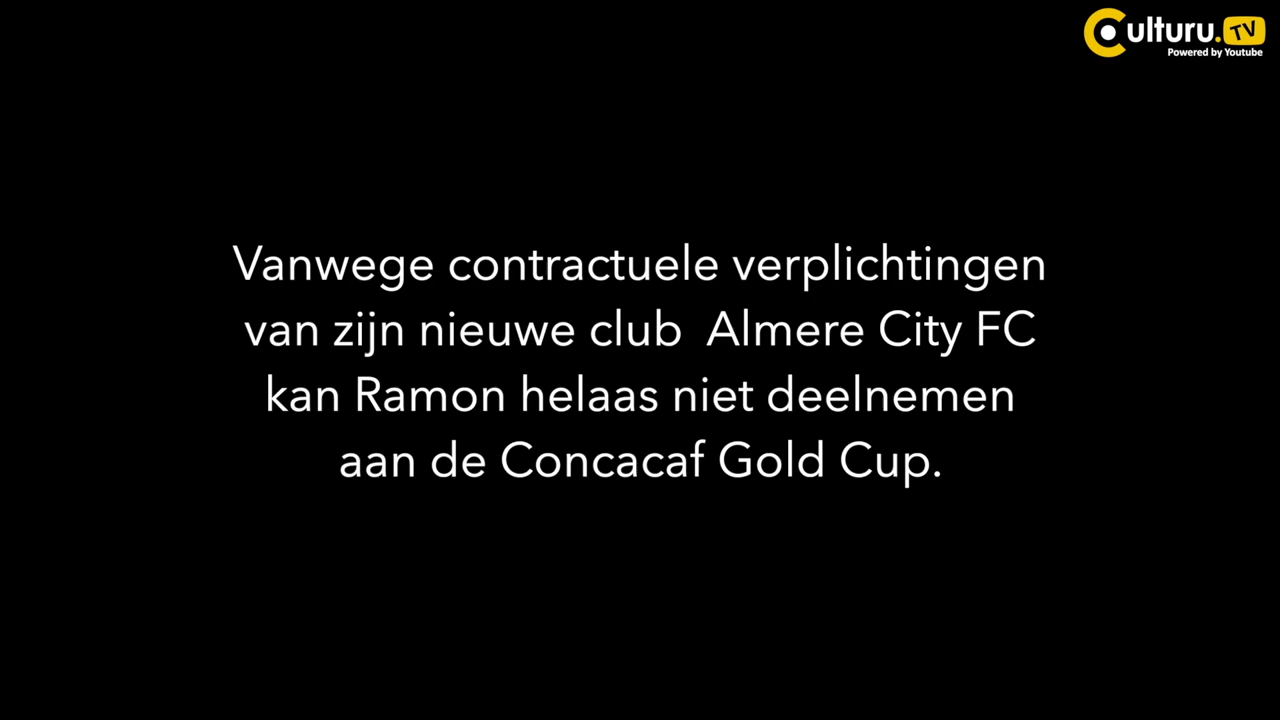 Culturu.TV
Powered by Youtube
Vanwege contractuele verplichtingen
van zijn nieuwe club Almere City FC
kan Ramon helaas niet deelnemen
aan de Concacaf Gold Cup.